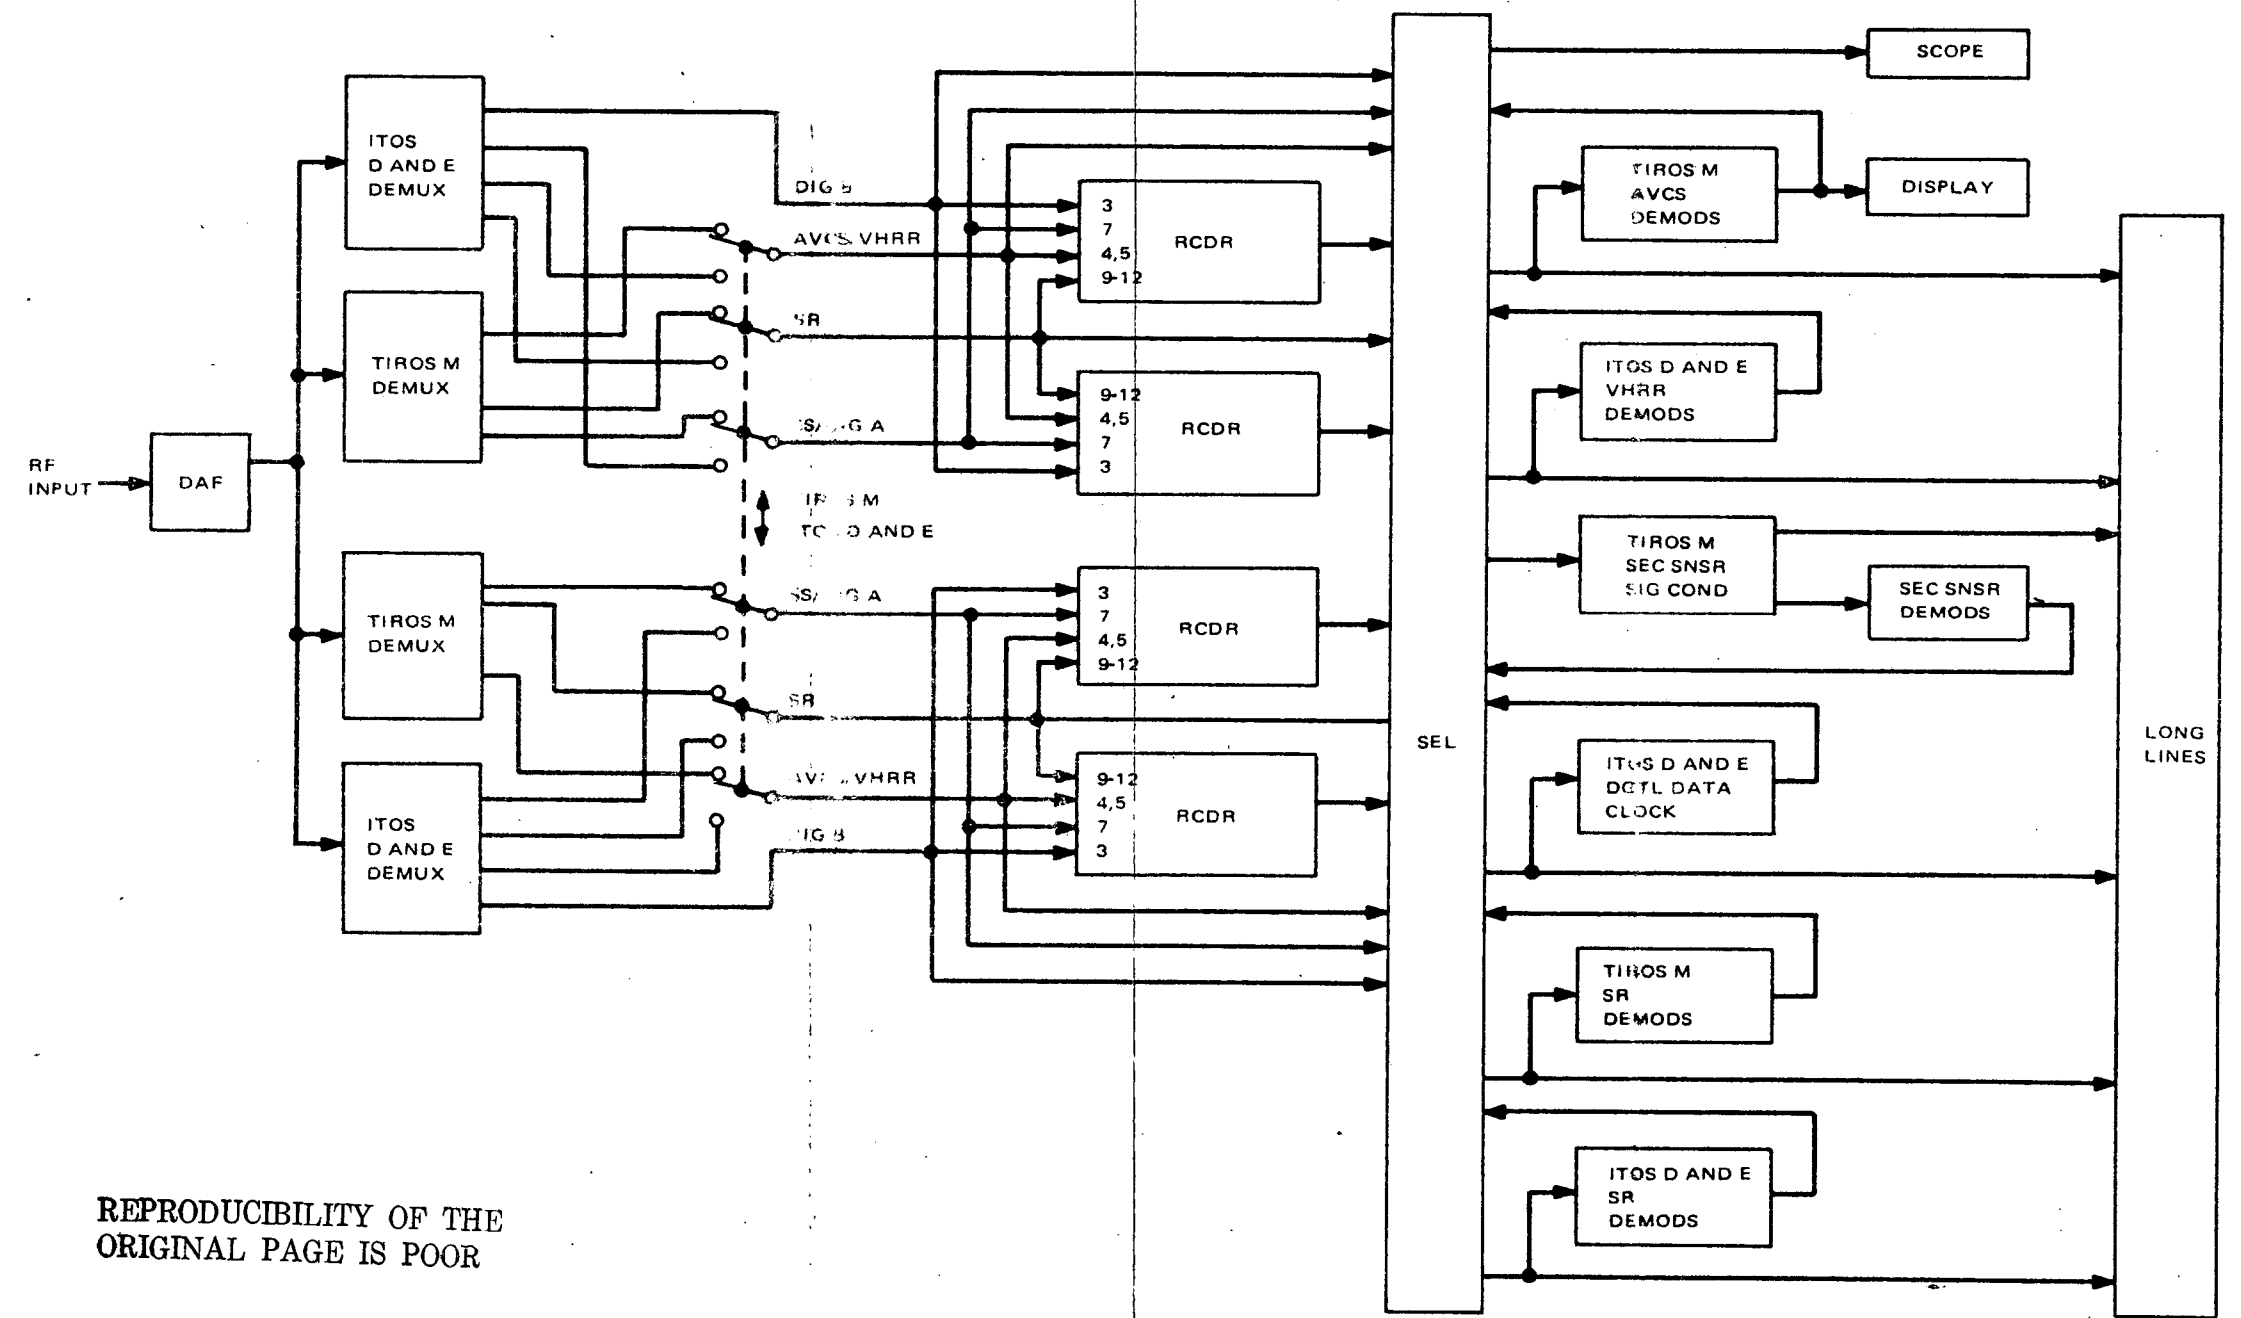 SCOPE
ITOS
D AND E
DEMUX
TIROS M
AVCS
DEMODS
DISPLAY
DIG B
3
7
4,5
9-12
RCDR
AVCS VHRR
SR
TIROS M
DEMUX
ITOS D AND E
VHRR
DEMODS
9-12
4,5
7
3
RCDR
G A
RF
INPUT
DAF
M
D AND E
TIROS M
SEC SNSR
SIG COND
SEC SNSR
DEMODS
G A
3
7
4,5
9-12
RCDR
TIROS M
DEMUX
SR
SEL
LONG
LINES
ITOS D AND E
DATA
CLOCK
VHRR
9-12
4,5
7
3
RCDR
ITOS
D AND E
DEMUX
TIROS M
SR
DEMODS
ITOS D AND E
SR
DEMODS
REPRODUCIBILITY OF THE
ORIGINAL PAGE IS POOR